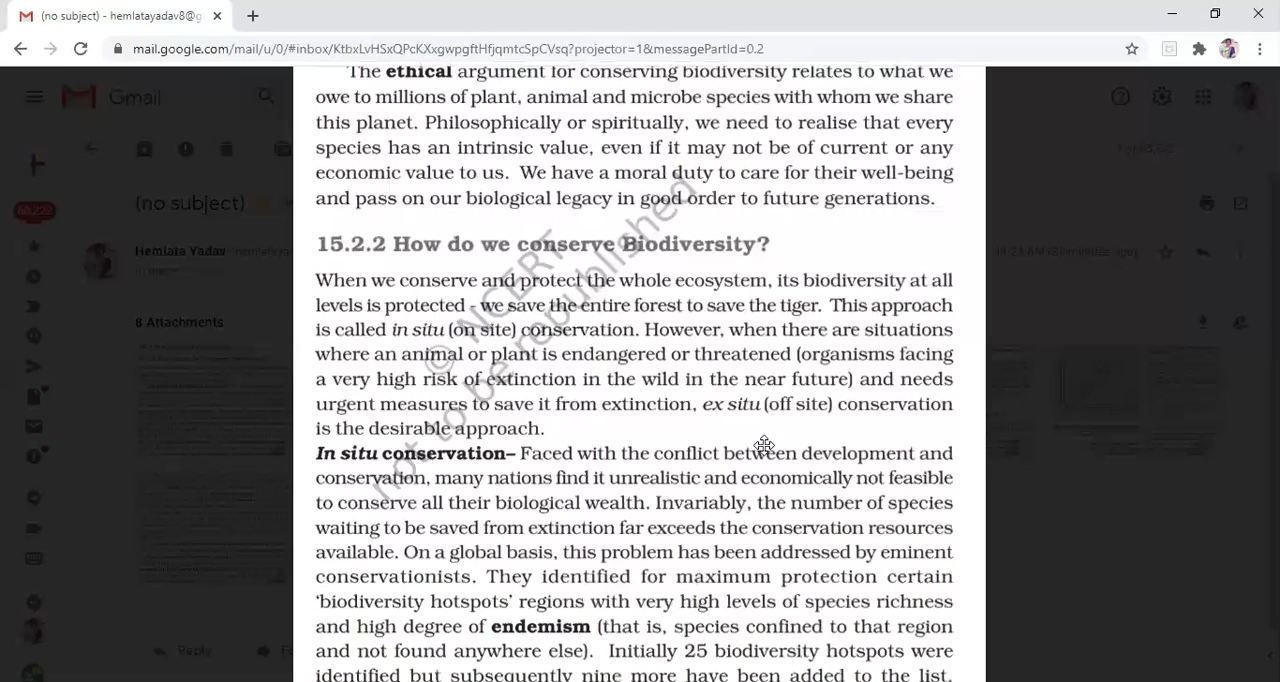 (no subject) - hemlatayadav8@g
mail.google.com/mail/u/0/#inbox/KtbxLvHSxQPcKXxgwpgftHfjqmtcSpCVsq?projector=1&messagePartId=0.2
Gmail
(no subject)
Hemlata Yadav
Attachments
Reply
The ethical argument for conserving biodiversity relates to what we
owe to millions of plant, animal and microbe species with whom we share
this planet. Philosophically or spiritually, we need to realise that every
species has an intrinsic value, even if it may not be of current or any
economic value to us. We have a moral duty to care for their well-being
and pass on our biological legacy in good order to future generations.
15.2.2 How do we conserve Biodiversity?
When we conserve and protect the whole ecosystem, its biodiversity at all
levels is protected - we save the entire forest to save the tiger. This approach
is called in situ (on site) conservation. However, when there are situations
where an animal or plant is endangered or threatened (organisms facing
a very high risk of extinction in the wild in the near future) and needs
urgent measures to save it from extinction, ex situ (off site) conservation
is the desirable approach.
In situ conservation– Faced with the conflict between development and
conservation, many nations find it unrealistic and economically not feasible
to conserve all their biological wealth. Invariably, the number of species
waiting to be saved from extinction far exceeds the conservation resources
available. On a global basis, this problem has been addressed by eminent
conservationists. They identified for maximum protection certain
‘biodiversity hotspots’ regions with very high levels of species richness
and high degree of endemism (that is, species confined to that region
and not found anywhere else). Initially 25 biodiversity hotspots were
identified but subsequently nine more have been added to the list,
© NCERT
not to be republished